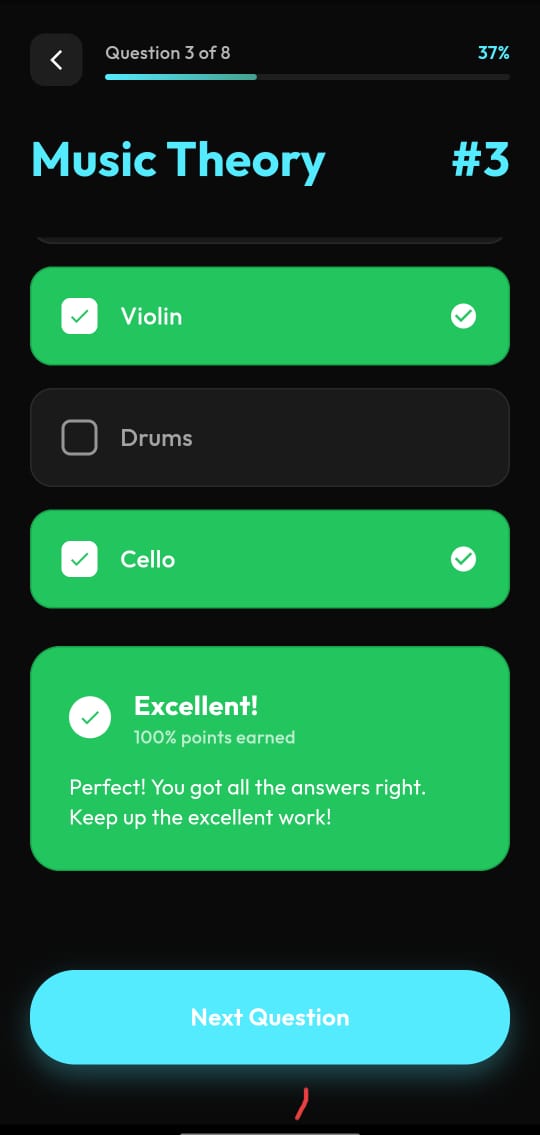 Question 3 of 8
37%
Music Theory
#3
Violin
Drums
Cello
Excellent!
100% points earned
Perfect! You got all the answers right.
Keep up the excellent work!
Next Question